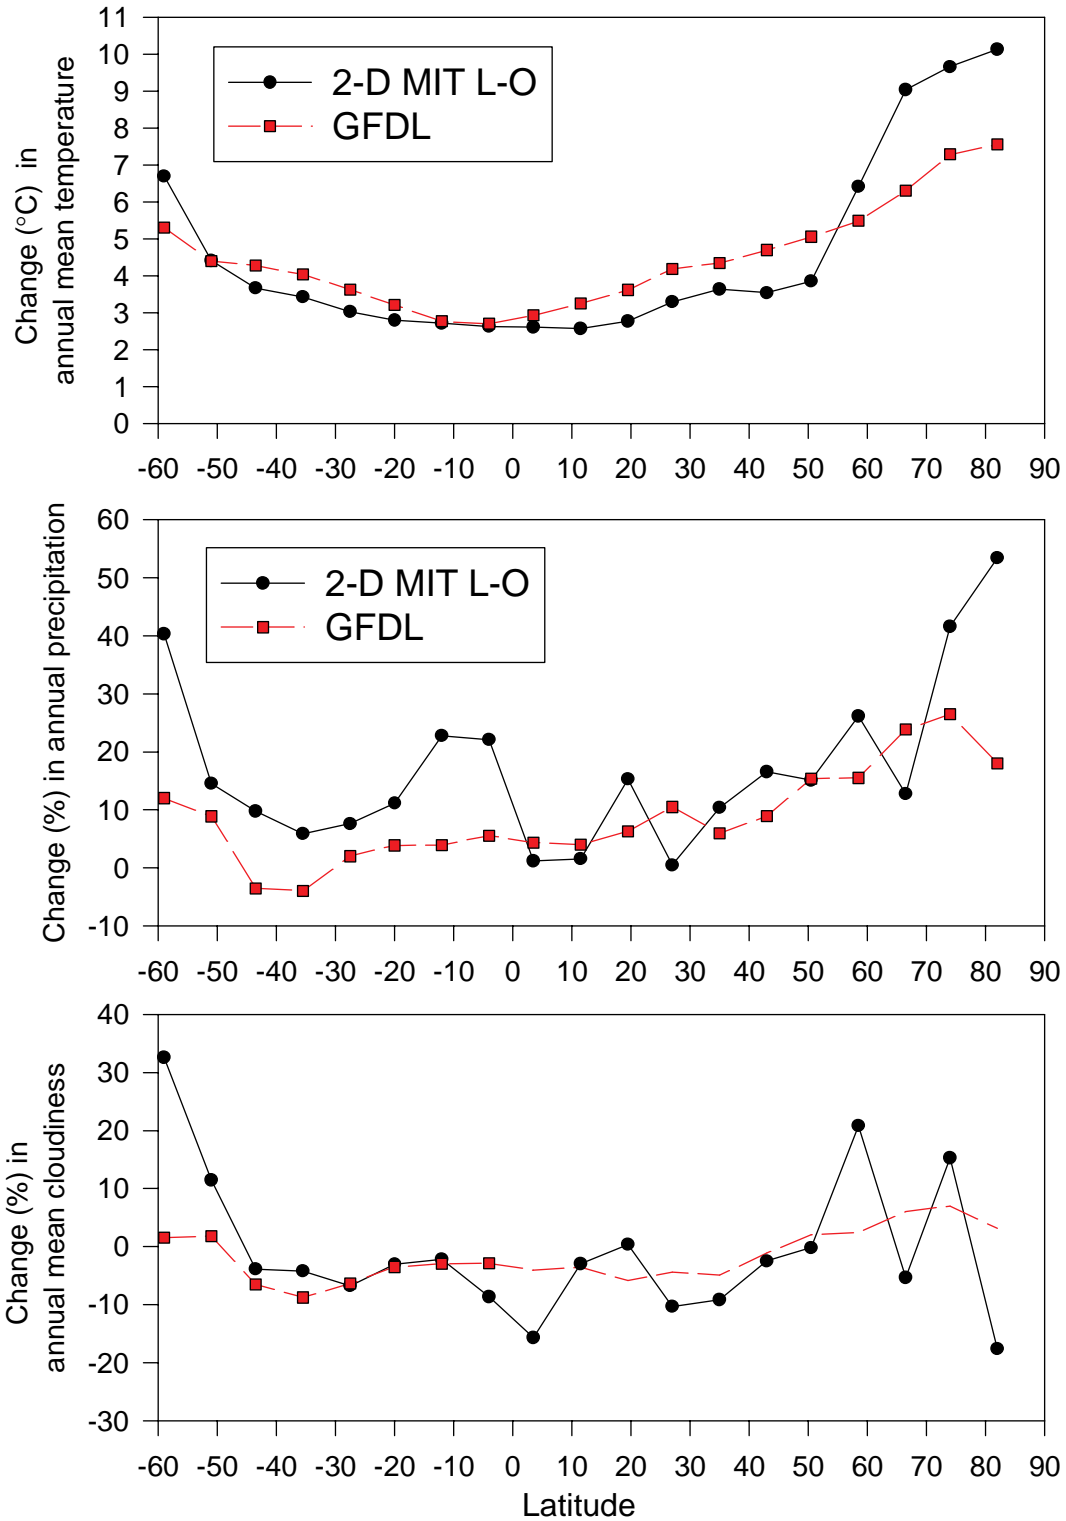 Change (°C) in
annual mean temperature
11
10
9
8
7
6
5
4
3
2
1
0
2-D MIT L-O
GFDL
-60 -50 -40 -30 -20 -10 0 10 20 30 40 50 60 70 80 90
Change (%) in annual precipitation
60
50
40
30
20
10
0
-10
2-D MIT L-O
GFDL
-60 -50 -40 -30 -20 -10 0 10 20 30 40 50 60 70 80 90
Change (%) in
annual mean cloudiness
40
30
20
10
0
-10
-20
-30
-60 -50 -40 -30 -20 -10 0 10 20 30 40 50 60 70 80 90
Latitude